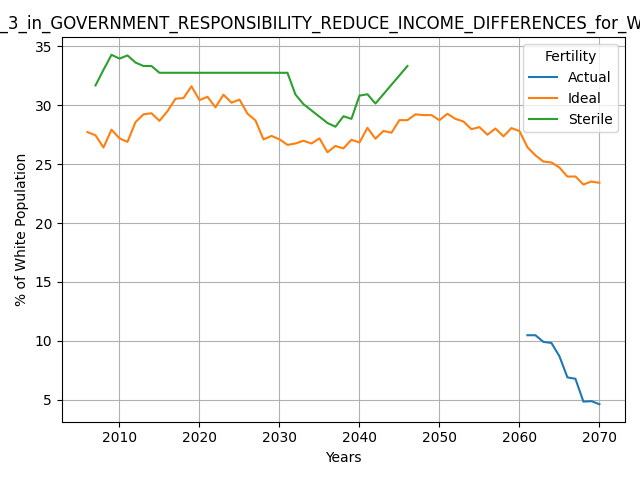 _3_in_GOVERNMENT_RESPONSIBILITY_REDUCE_INCOME_DIFFERENCES_for_W
35
30
25
20
15
10
5
% of White Population
Fertility
Actual
Ideal
Sterile
2010 2020 2030 2040 2050 2060 2070
Years